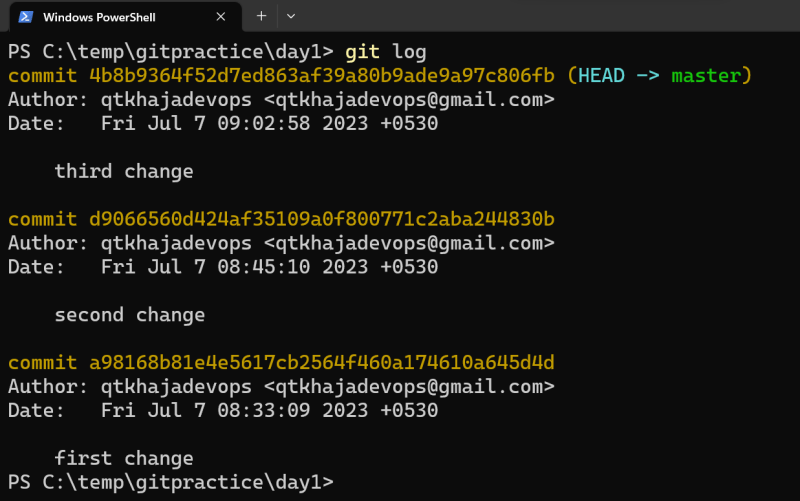 Windows PowerShell
PS C:\temp\gitpractice\day1> git log
commit 4b8b9364f52d7ed863af39a80b9ade9a97c806fb (HEAD -> master)
Author: qtkhajadevops <qtkhajadevops@gmail.com>
Date:   Fri Jul 7 09:02:58 2023 +0530
    third change
commit d9066560d424af35109a0f800771c2aba244830b
Author: qtkhajadevops <qtkhajadevops@gmail.com>
Date:   Fri Jul 7 08:45:10 2023 +0530
    second change
commit a98168b81e4e5617cb2564f460a174610a645d4d
Author: qtkhajadevops <qtkhajadevops@gmail.com>
Date:   Fri Jul 7 08:33:09 2023 +0530
    first change
PS C:\temp\gitpractice\day1>